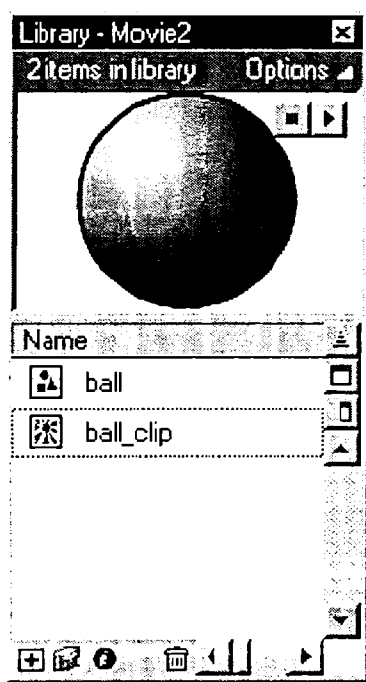 Library - Movie2
2 items in library Options
Name
ball
ball_clip